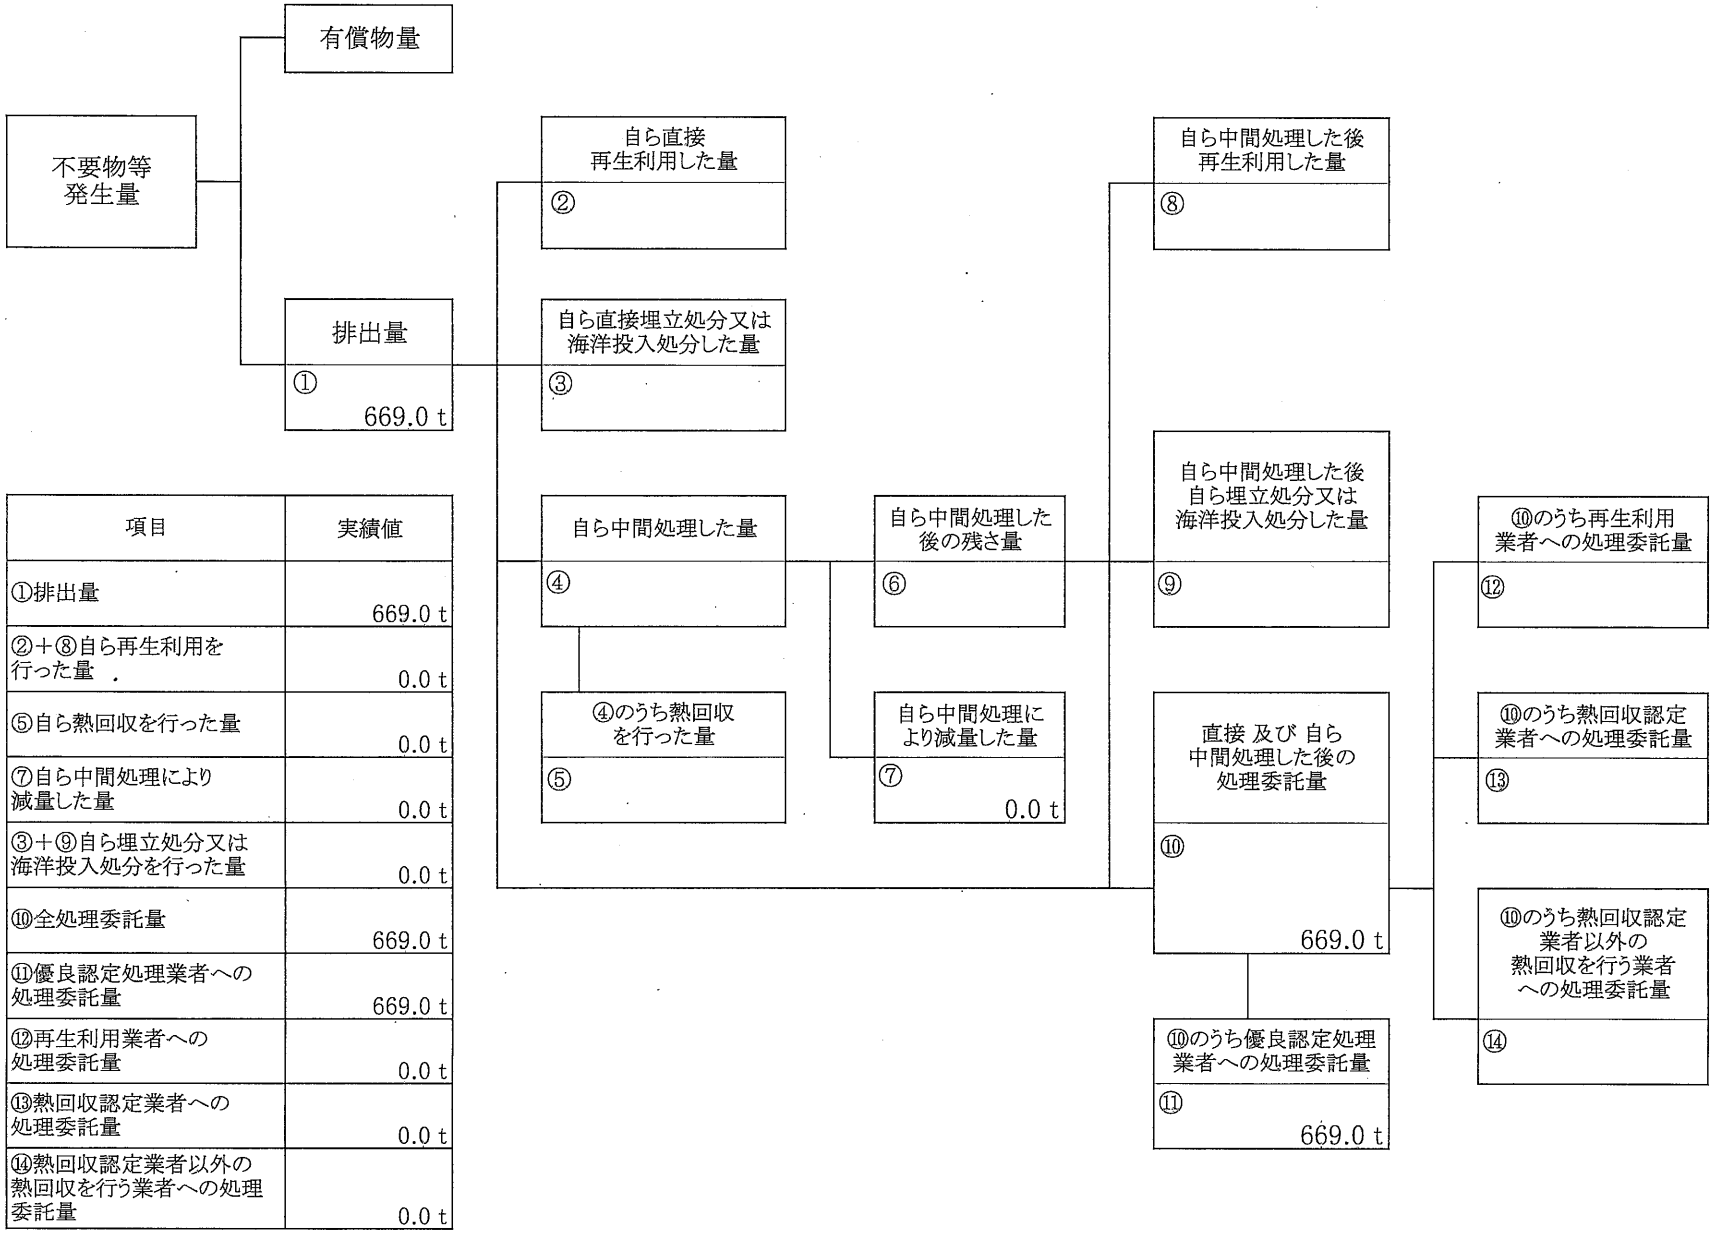 有償物量
不要物等
発生量
自ら直接
再生利用した量
②
自ら中間処理した後
再生利用した量
⑧
排出量
①
669.0 t
自ら直接埋立処分又は
海洋投入処分した量
③
自ら中間処理した量
④
自ら中間処理した
後の残さ量
⑥
自ら中間処理した後
自ら埋立処分又は
海洋投入処分した量
⑨
⑩のうち再生利用
業者への処理委託量
⑫
④のうち熱回収
を行った量
⑤
自ら中間処理に
より減量した量
⑦
0.0 t
直接 及び 自ら
中間処理した後の
処理委託量
⑩
669.0 t
⑩のうち熱回収認定
業者への処理委託量
⑬
⑩のうち熱回収認定
業者以外の
熱回収を行う業者
への処理委託量
⑭
⑩のうち優良認定処理
業者への処理委託量
⑪
669.0 t
項目 実績値
①排出量
669.0 t
②＋⑧自ら再生利用を
行った量
0.0 t
⑤自ら熱回収を行った量
0.0 t
⑦自ら中間処理により
減量した量
0.0 t
③＋⑨自ら埋立処分又は
海洋投入処分を行った量
0.0 t
⑩全処理委託量
669.0 t
⑪優良認定処理業者への
処理委託量
669.0 t
⑫再生利用業者への
処理委託量
0.0 t
⑬熱回収認定業者への
処理委託量
0.0 t
⑭熱回収認定業者以外の
熱回収を行う業者への処理
委託量
0.0 t